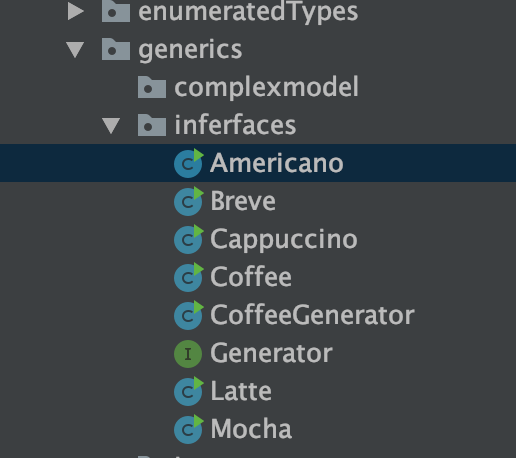 enumeratedTypes
generics
complexmodel
inferfaces
C Americano
C Breve
C Cappuccino
C Coffee
C CoffeeGenerator
I Generator
C Latte
C Mocha